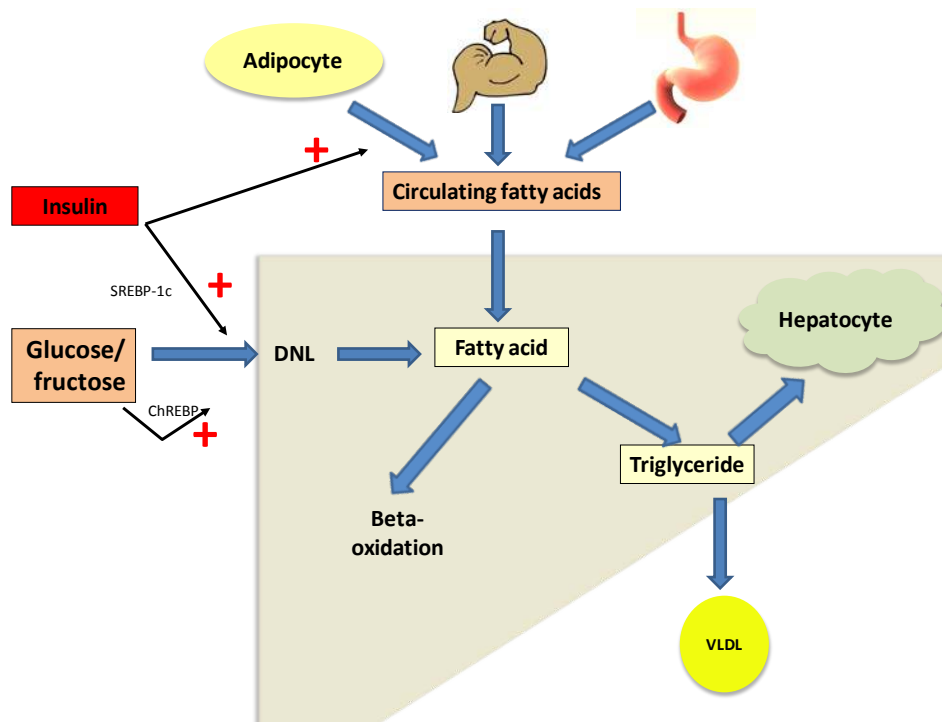 Adipocyte
+
Circulating fatty acids
Insulin
SREBP-1c
+
Hepatocyte
Glucose/
fructose
DNL
Fatty acid
ChREBP
+
Triglyceride
Beta-
oxidation
VLDL